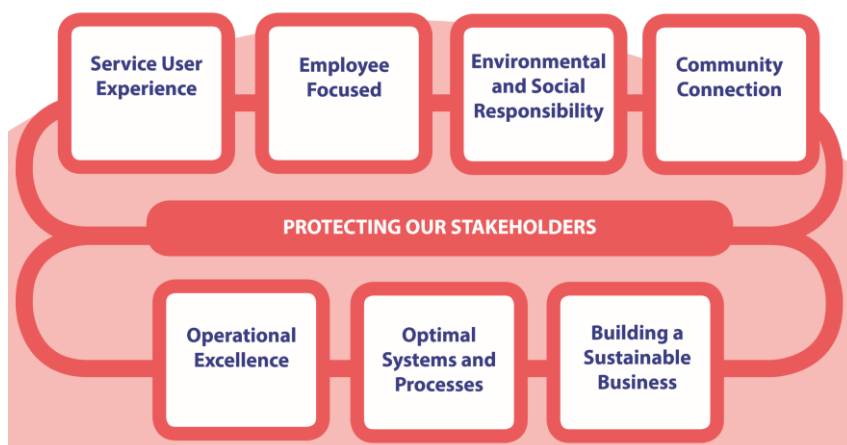 Service User
Experience
Employee
Focused
Environmental
and Social
Responsibility
Community
Connection
PROTECTING OUR STAKEHOLDERS
Operational
Excellence
Optimal
Systems and
Processes
Building a
Sustainable
Business